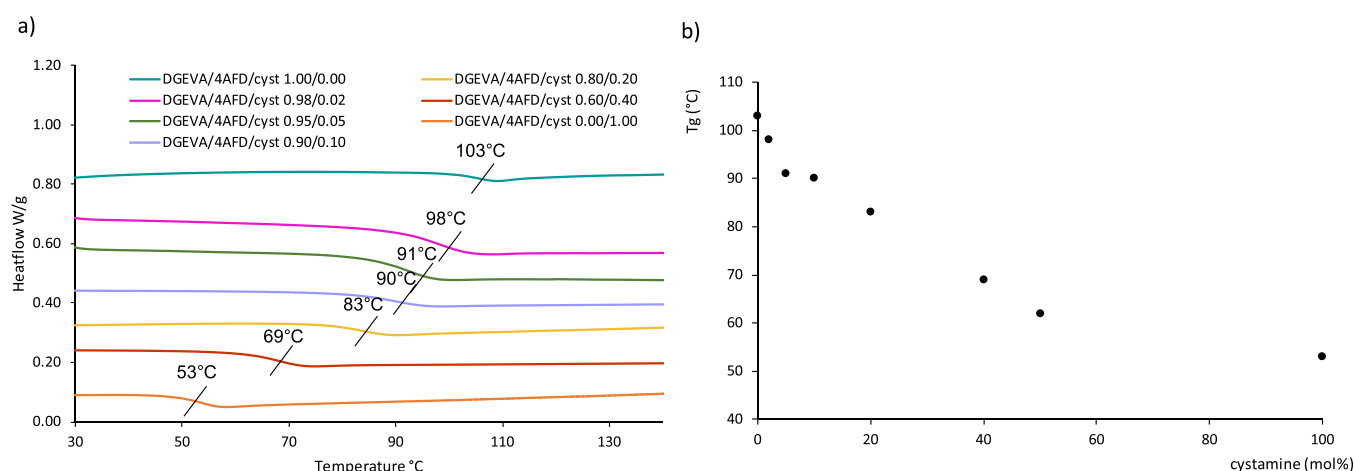 a)
1.20
1.00
0.80
0.60
0.40
0.20
0.00
Heatflow W/g
30
50
70
90
110
130
Temperature °C
DGEVA/4AFD/cyst 1.00/0.00
DGEVA/4AFD/cyst 0.80/0.20
DGEVA/4AFD/cyst 0.98/0.02
DGEVA/4AFD/cyst 0.60/0.40
DGEVA/4AFD/cyst 0.95/0.05
DGEVA/4AFD/cyst 0.00/1.00
DGEVA/4AFD/cyst 0.90/0.10
103°C
98°C
91°C
90°C
83°C
69°C
53°C
b)
Tg (°C)
110
100
90
80
70
60
50
40
0
20
40
60
80
100
cystamine (mol%)